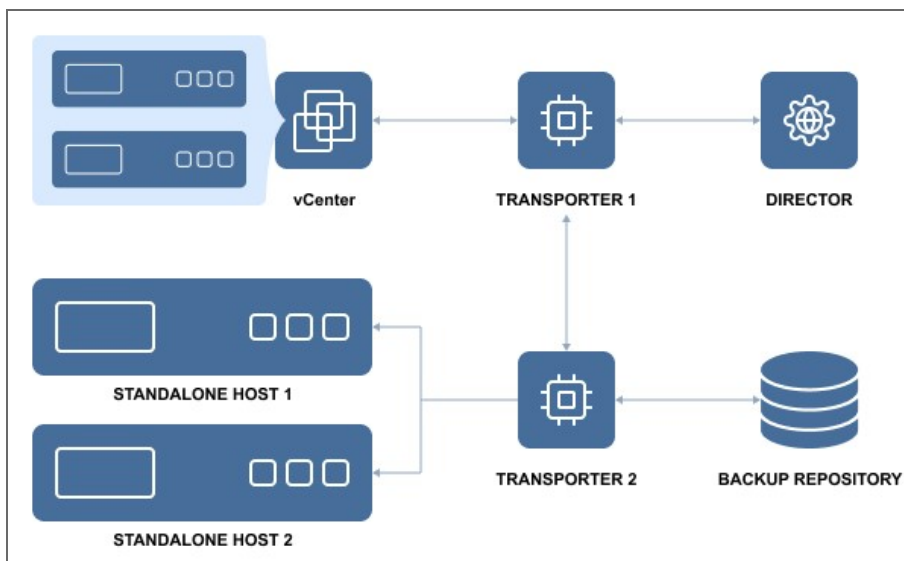 vCenter
TRANSPORTER 1
DIRECTOR
STANDALONE HOST 1
TRANSPORTER 2
BACKUP REPOSITORY
STANDALONE HOST 2